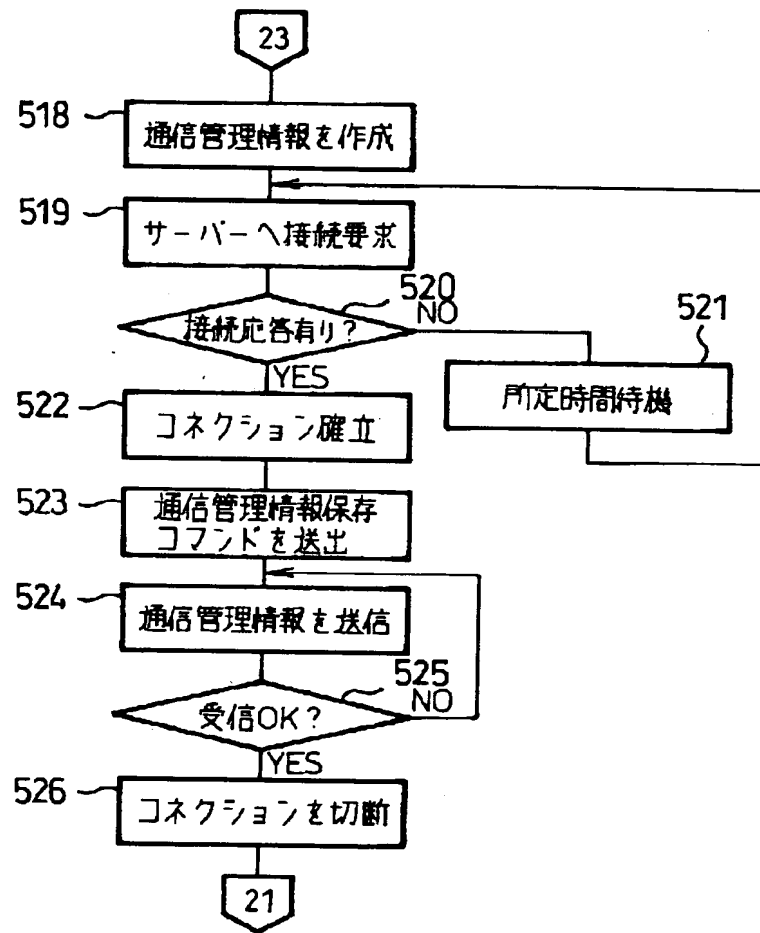 23
518
通信管理情報を作成
519
サーバーへ接続要求
520
接続応答有り？
NO
521
所定時間待機
YES
522
コネクション確立
523
通信管理情報保存
コマンドを送出
524
通信管理情報を送信
525
受信OK？
NO
YES
526
コネクションを切断
21